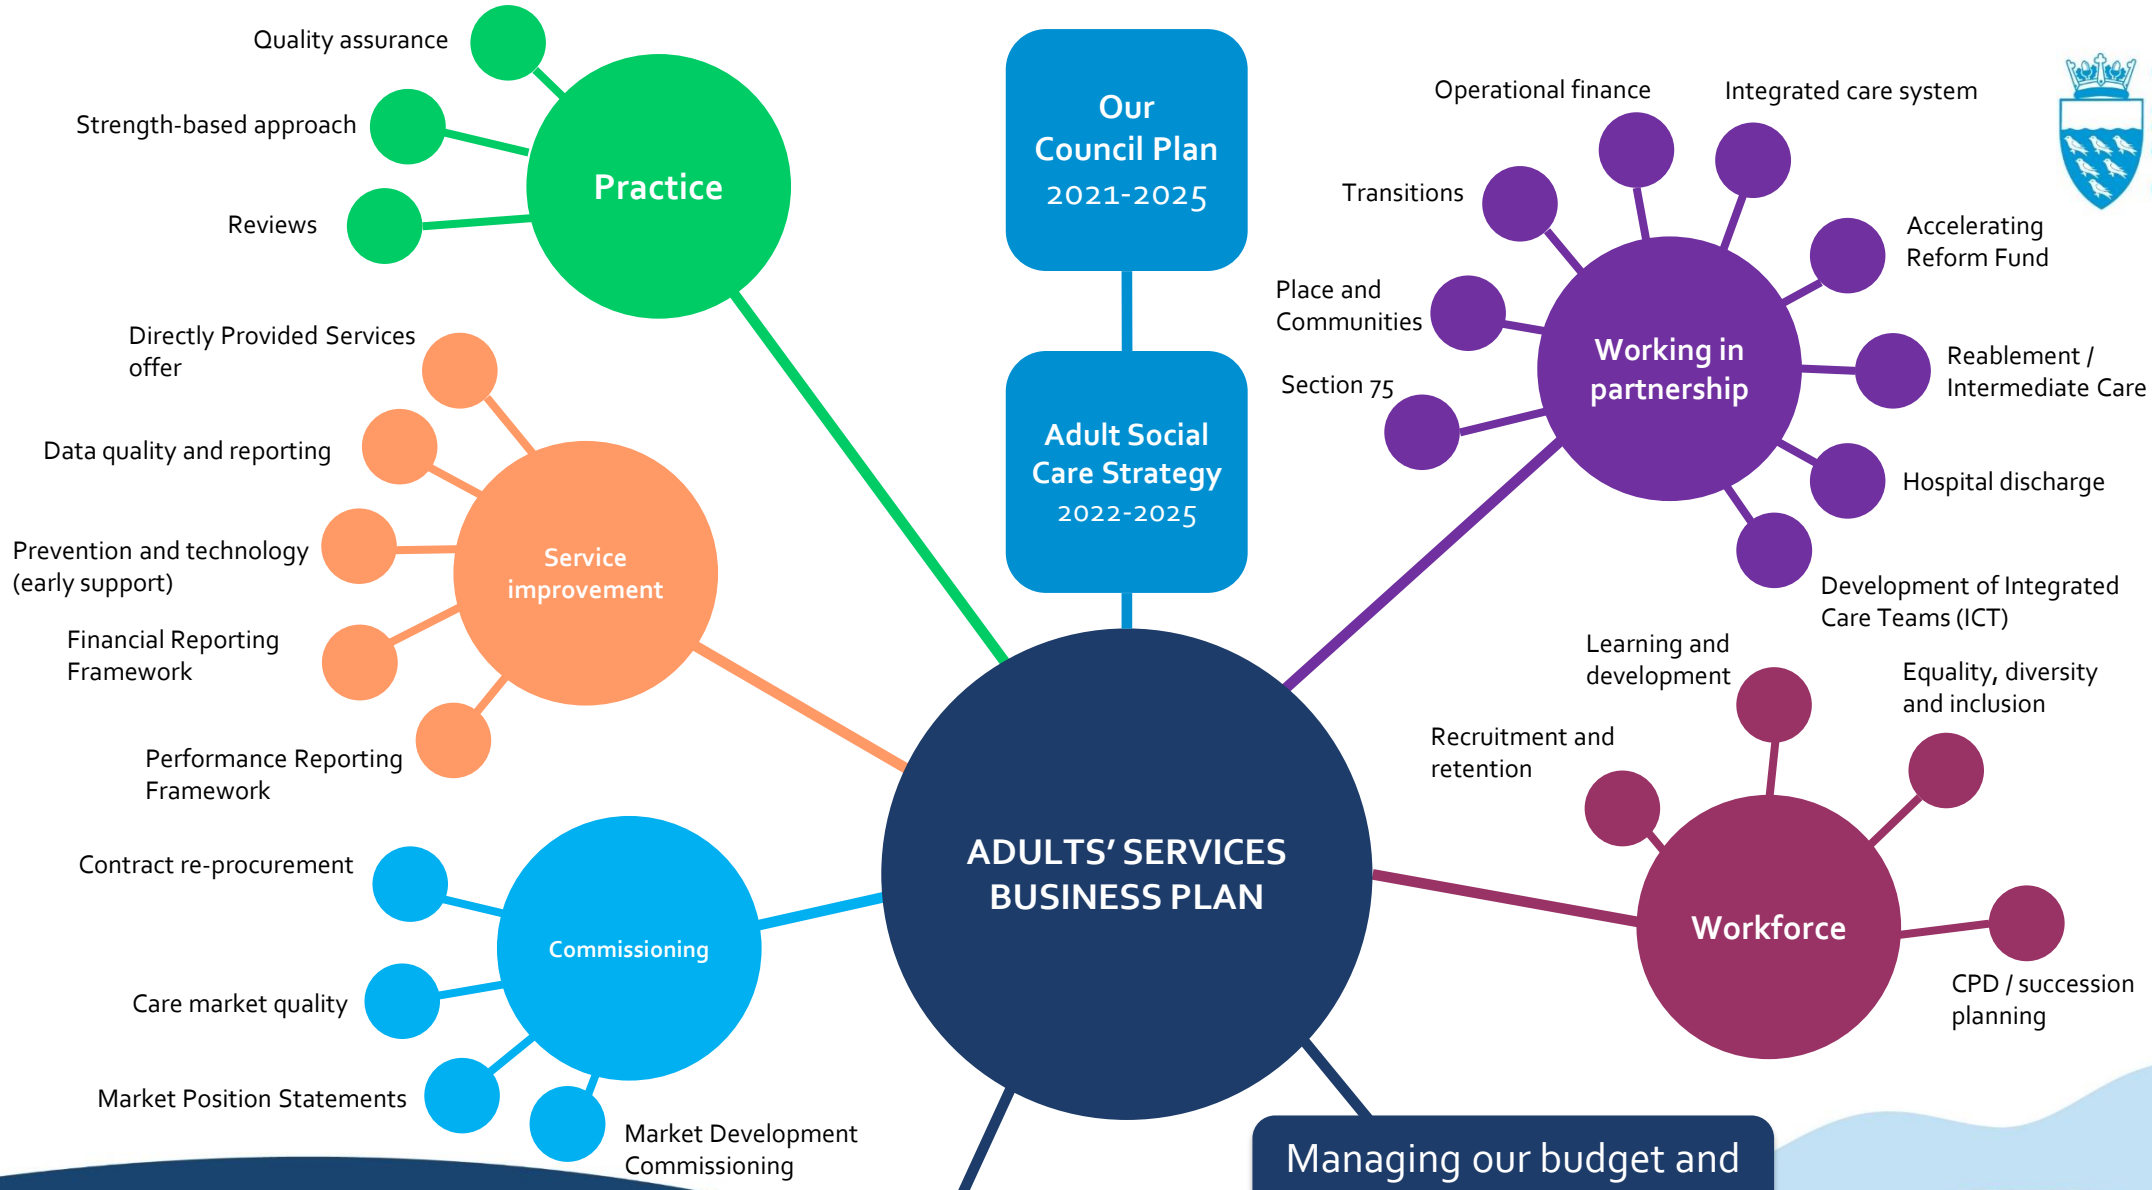 Quality assurance
Strength-based approach
Reviews
Practice
Our
Council Plan
2021-2025
Adult Social
Care Strategy
2022-2025
Operational finance
Integrated care system
Transitions
Accelerating
Reform Fund
Place and
Communities
Working in
partnership
Reablement /
Intermediate Care
Section 75
Hospital discharge
Development of Integrated
Care Teams (ICT)
Directly Provided Services
offer
Data quality and reporting
Prevention and technology
(early support)
Service
improvement
Financial Reporting
Framework
Performance Reporting
Framework
Learning and
development
Equality, diversity
and inclusion
Recruitment and
retention
Workforce
CPD / succession
planning
ADULTS’ SERVICES
BUSINESS PLAN
Contract re-procurement
Commissioning
Care market quality
Market Position Statements
Market Development
Commissioning
Managing our budget and